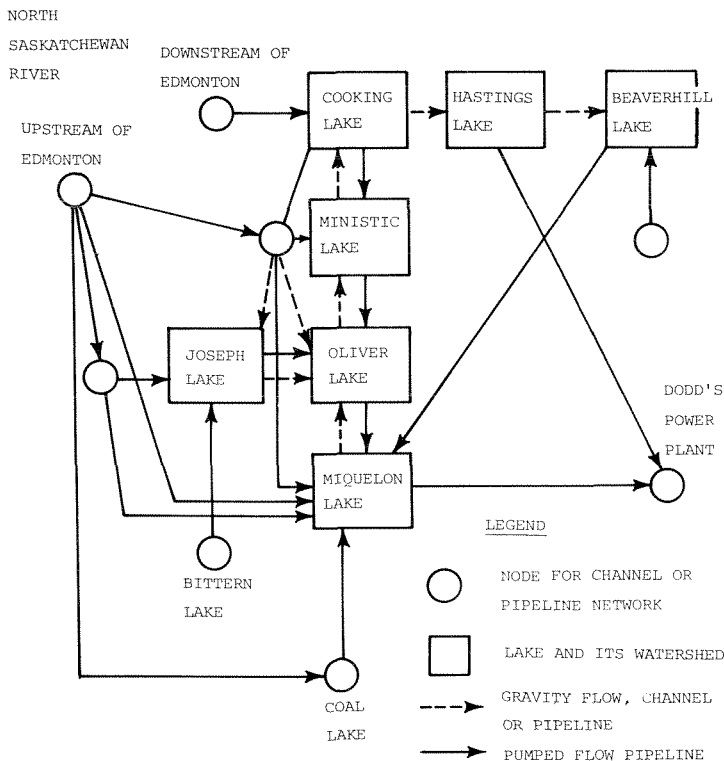 NORTH
SASKATCHEWAN
RIVER
DOWNSTREAM OF
EDMONTON
UPSTREAM OF
EDMONTON
COOKING
LAKE
HASTINGS
LAKE
BEAVERHILL
LAKE
MINISTIC
LAKE
JOSEPH
LAKE
OLIVER
LAKE
DODD'S
POWER
PLANT
MIQUELON
LAKE
BITTERN
LAKE
COAL
LAKE
LEGEND
NODE FOR CHANNEL OR
PIPELINE NETWORK
LAKE AND ITS WATERSHED
GRAVITY FLOW, CHANNEL
OR PIPELINE
PUMPED FLOW PIPELINE